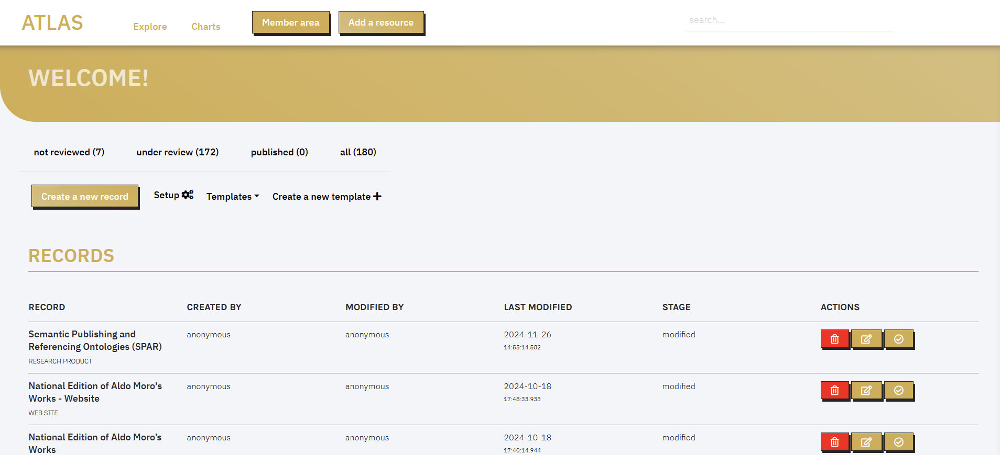 ATLAS
Explore
Charts
Member area
Add a resource
search...
WELCOME!
not reviewed (7)
under review (172)
published (0)
all (180)
Create a new record
Setup
Templates
Create a new template
RECORDS
RECORD CREATED BY MODIFIED BY LAST MODIFIED STAGE ACTIONS
Semantic Publishing and anonymous anonymous 2024-11-26 modified
Referencing Ontologies (SPAR) 14:55:14.582
RESEARCH PRODUCT
National Edition of Aldo Moro's anonymous anonymous 2024-10-18 modified
Works - Website 17:48:33.933
WEB SITE
National Edition of Aldo Moro’s anonymous anonymous 2024-10-18 modified
Works 17:40:14.944